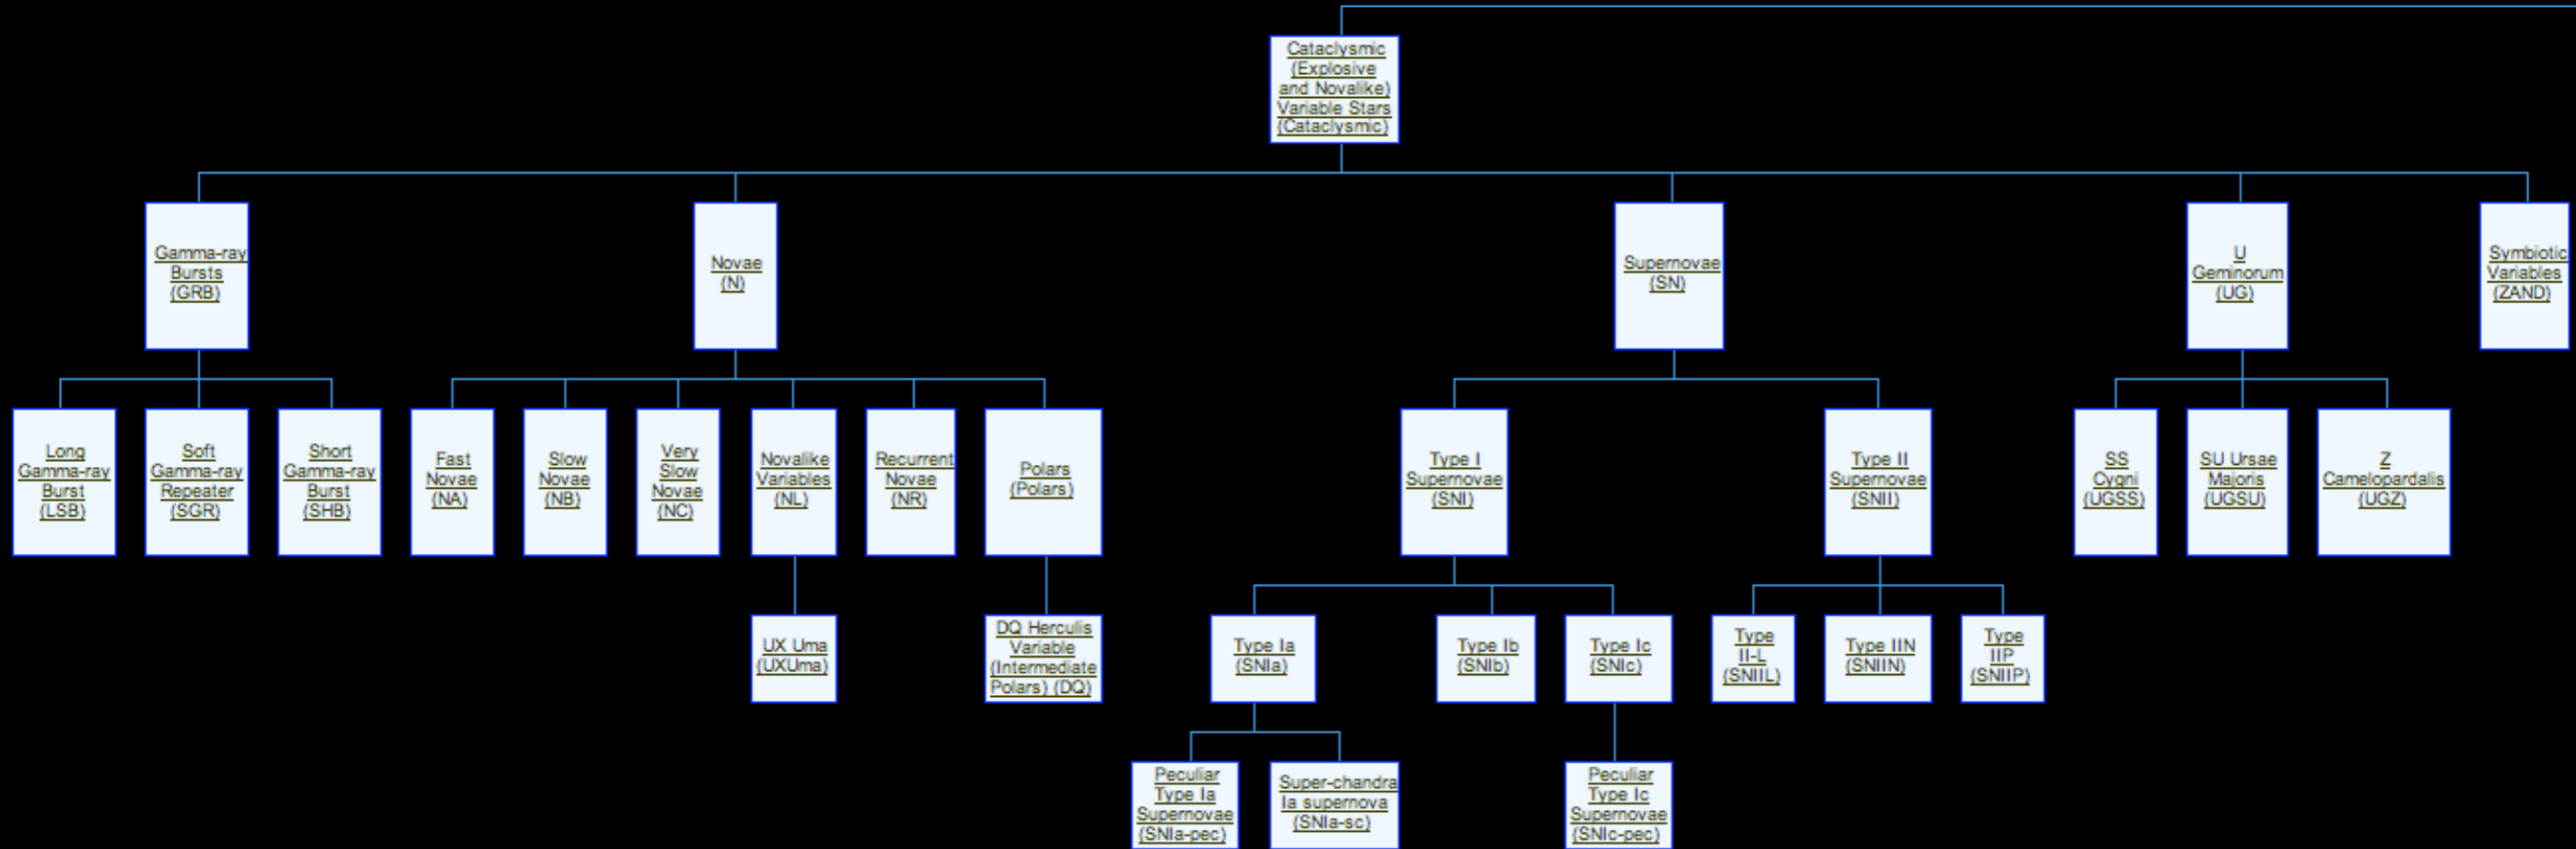 Cataclysmic
(Explosive
and Novalike)
Variable Stars
(Cataclysmic)
Gamma-ray
Bursts
(GRB)
Novae
(N)
Supernovae
(SN)
U
Geminorum
(UG)
Symbiotic
Variables
(ZAND)
Long
Gamma-ray
Burst
(LSB)
Soft
Gamma-ray
Repeater
(SGR)
Short
Gamma-ray
Burst
(SHB)
Fast
Novae
(NA)
Slow
Novae
(NB)
Very
Slow
Novae
(NC)
Novalike
Variables
(NL)
Recurrent
Novae
(NR)
Polars
(Polars)
Type I
Supernovae
(SNI)
Type II
Supernovae
(SNII)
SS
Cygni
(UGSS)
SU Ursae
Majoris
(UGSU)
Z
Camelopardalis
(UGZ)
UX Uma
(UXUma)
DQ Herculis
Variable
(Intermediate
Polars) (DQ)
Type Ia
(SNIa)
Type Ib
(SNIb)
Type Ic
(SNIc)
Type
II-L
(SNIIL)
Type IIN
(SNIIN)
Type
IIP
(SNIIP)
Peculiar
Type Ia
Supernovae
(SNIa-pec)
Super-chandra
Ia supernova
(SNIa-sc)
Peculiar
Type Ic
Supernovae
(SNIc-pec)